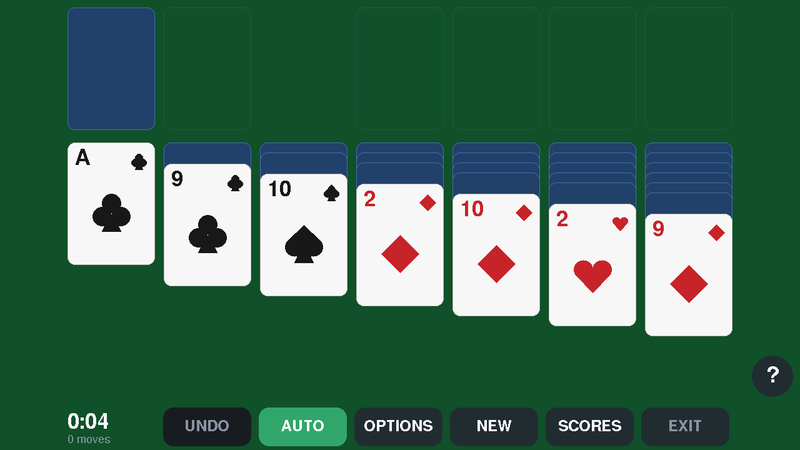 A
9
10
2
10
2
9
?
0:04
0 moves
UNDO
AUTO
OPTIONS
NEW
SCORES
EXIT